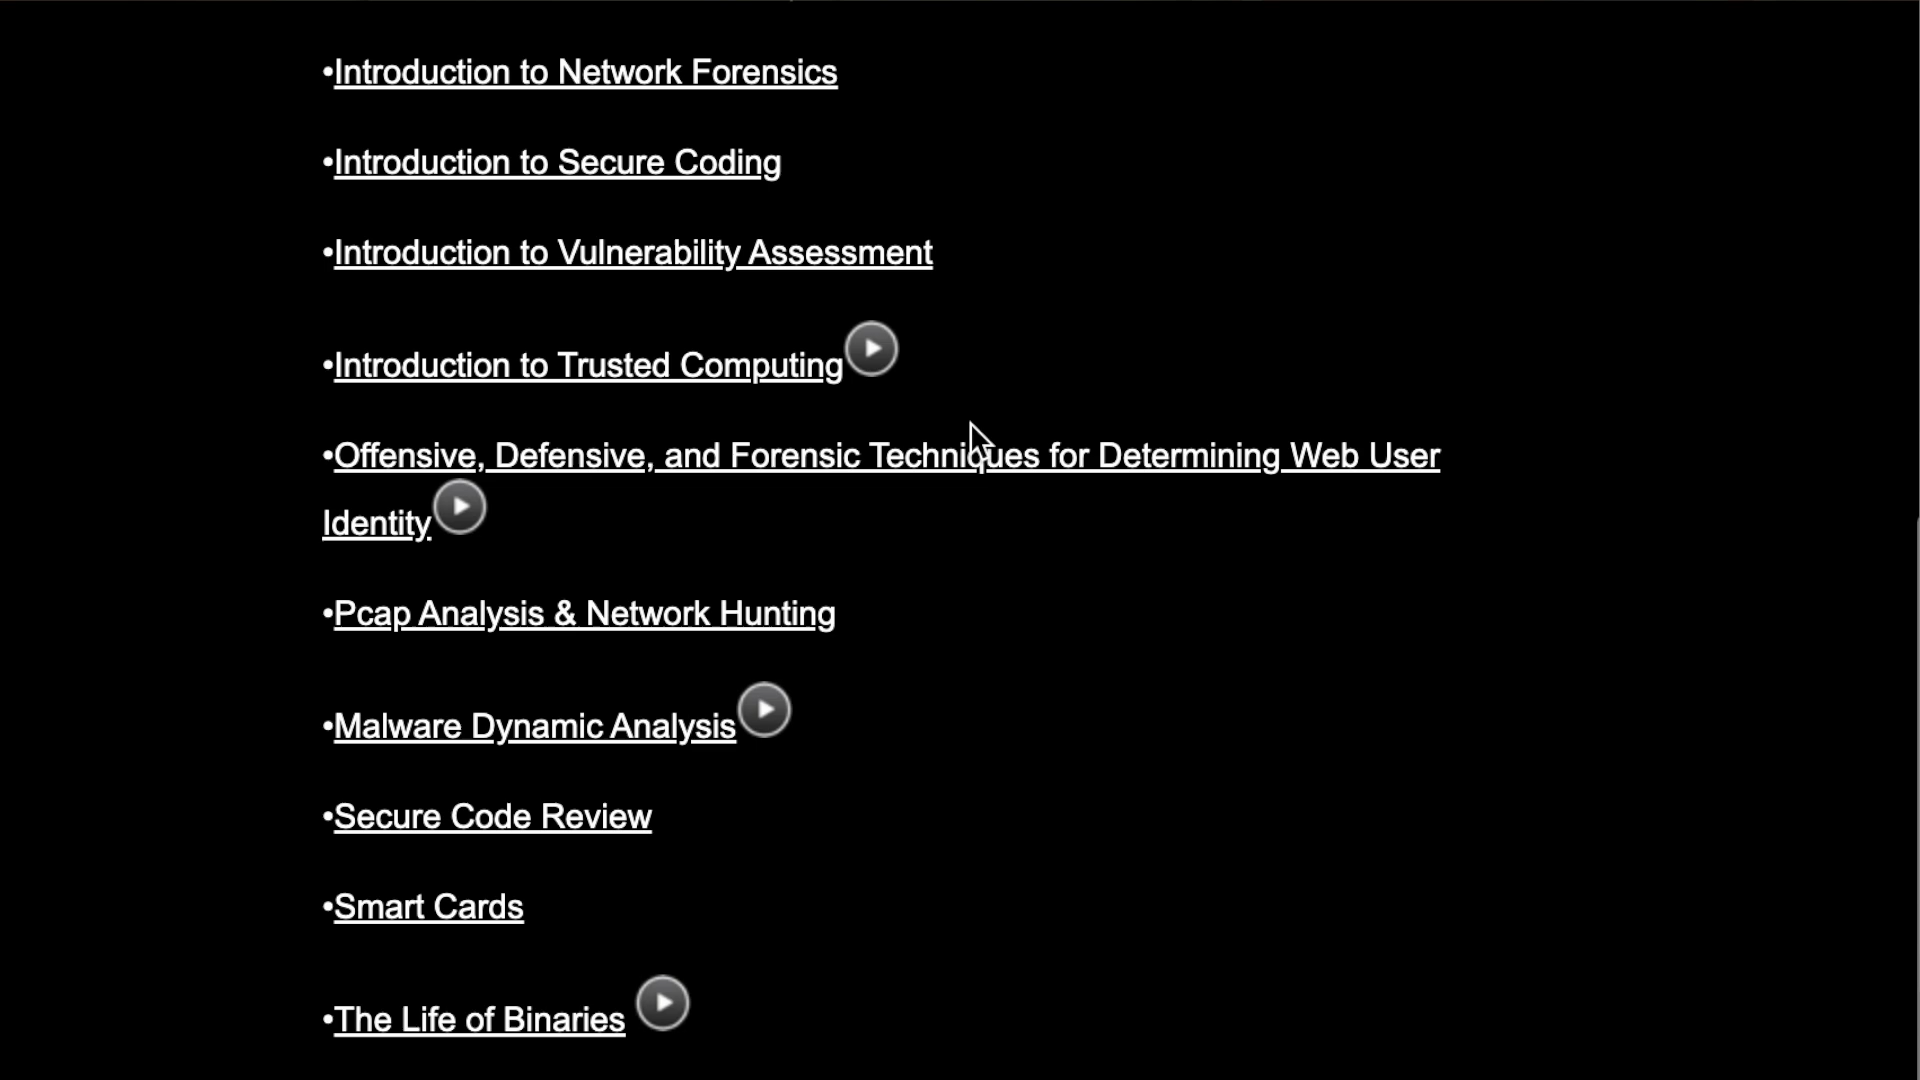 •Introduction to Network Forensics
•Introduction to Secure Coding
•Introduction to Vulnerability Assessment
•Introduction to Trusted Computing
•Offensive, Defensive, and Forensic Techniques for Determining Web User
Identity
•Pcap Analysis & Network Hunting
•Malware Dynamic Analysis
•Secure Code Review
•Smart Cards
•The Life of Binaries